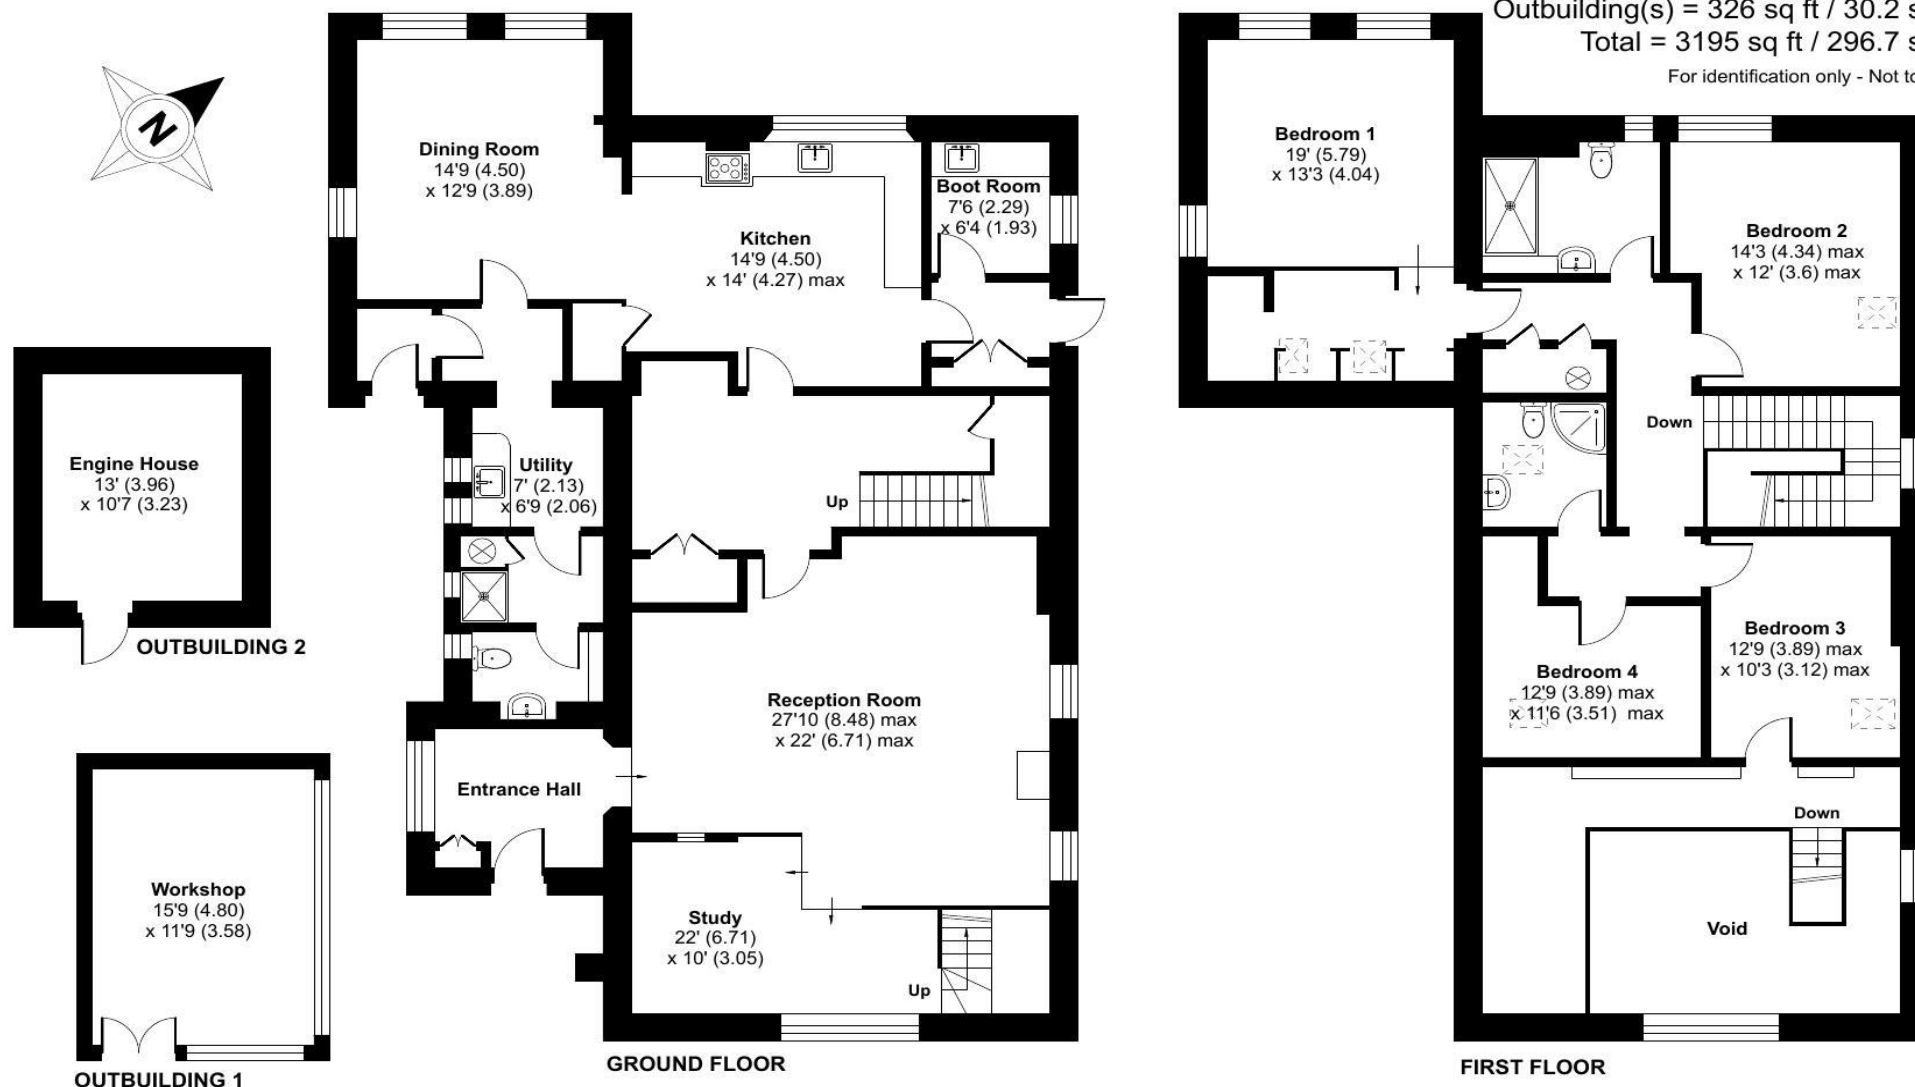 Outbuilding(s) = 326 sq ft / 30.2 s
Total = 3195 sq ft / 296.7 s
For identification only - Not to
N
Dining Room
14'9 (4.50)
x 12'9 (3.89)
Kitchen
14'9 (4.50)
x 14' (4.27) max
Boot Room
7'6 (2.29)
x 6'4 (1.93)
Utility
7' (2.13)
x 6'9 (2.06)
Up
Reception Room
27'10 (8.48) max
x 22' (6.71) max
Entrance Hall
Study
22' (6.71)
x 10' (3.05)
Up
GROUND FLOOR
Engine House
13' (3.96)
x 10'7 (3.23)
OUTBUILDING 2
Workshop
15'9 (4.80)
x 11'9 (3.58)
OUTBUILDING 1
Bedroom 1
19' (5.79)
x 13'3 (4.04)
Bedroom 2
14'3 (4.34) max
x 12' (3.6) max
Down
Bedroom 3
12'9 (3.89) max
x 10'3 (3.12) max
Bedroom 4
12'9 (3.89) max
x 11'6 (3.51) max
Down
Void
FIRST FLOOR